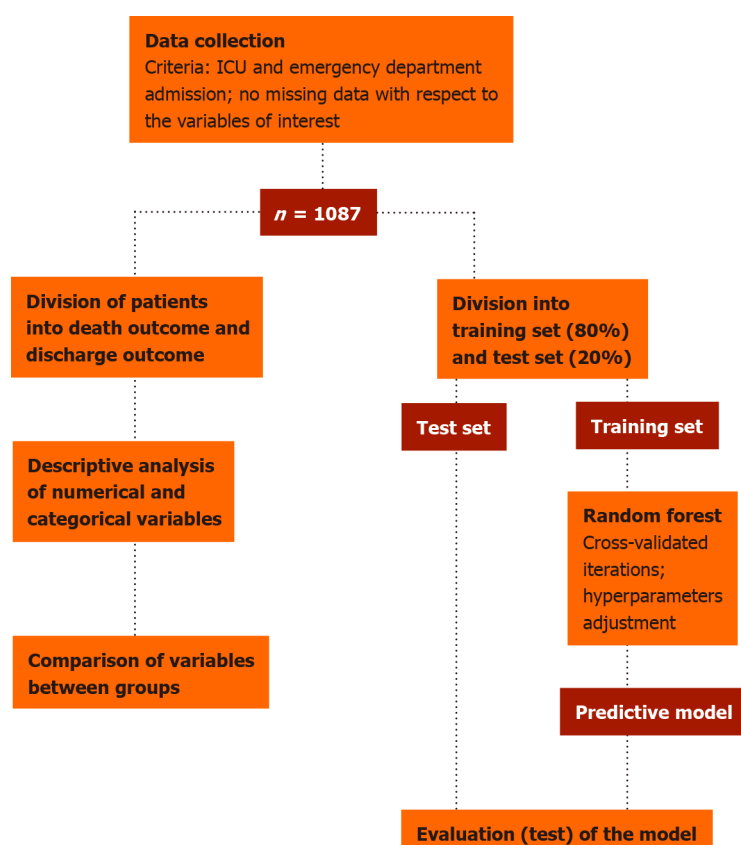 Data collection
Criteria: ICU and emergency department
admission; no missing data with respect to
the variables of interest
n = 1087
Division of patients
into death outcome and
discharge outcome
Descriptive analysis
of numerical and
categorical variables
Comparison of variables
between groups
Division into
training set (80%)
and test set (20%)
Test set
Training set
Random forest
Cross-validated
iterations;
hyperparameters
adjustment
Predictive model
Evaluation (test) of the model